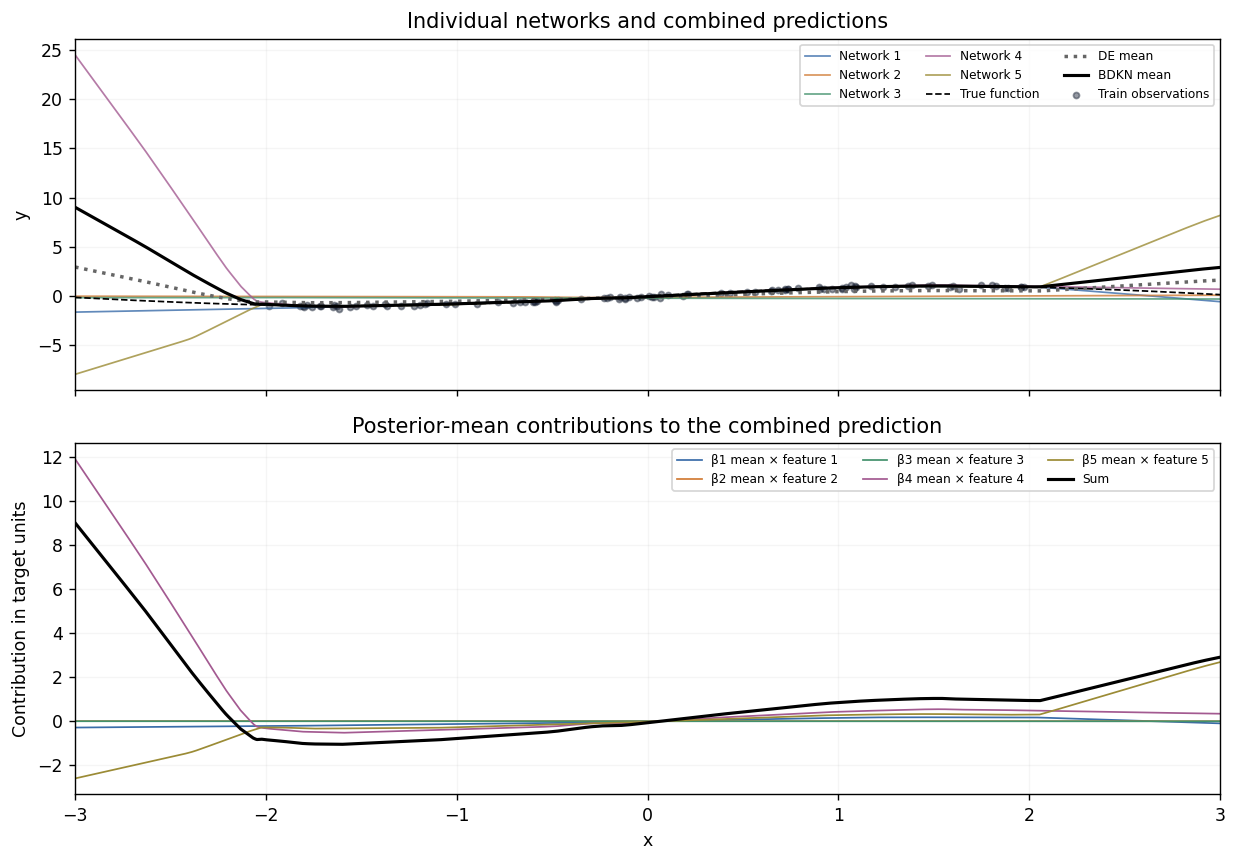 Individual networks and combined predictions
25
20
15
10
5
0
−5
y
Network 1
Network 2
Network 3
Network 4
Network 5
True function
DE mean
BDKN mean
Train observations
Posterior-mean contributions to the combined prediction
12
10
8
6
4
2
0
−2
Contribution in target units
β1 mean × feature 1
β2 mean × feature 2
β3 mean × feature 3
β4 mean × feature 4
β5 mean × feature 5
Sum
−3 −2 −1 0 1 2 3
x